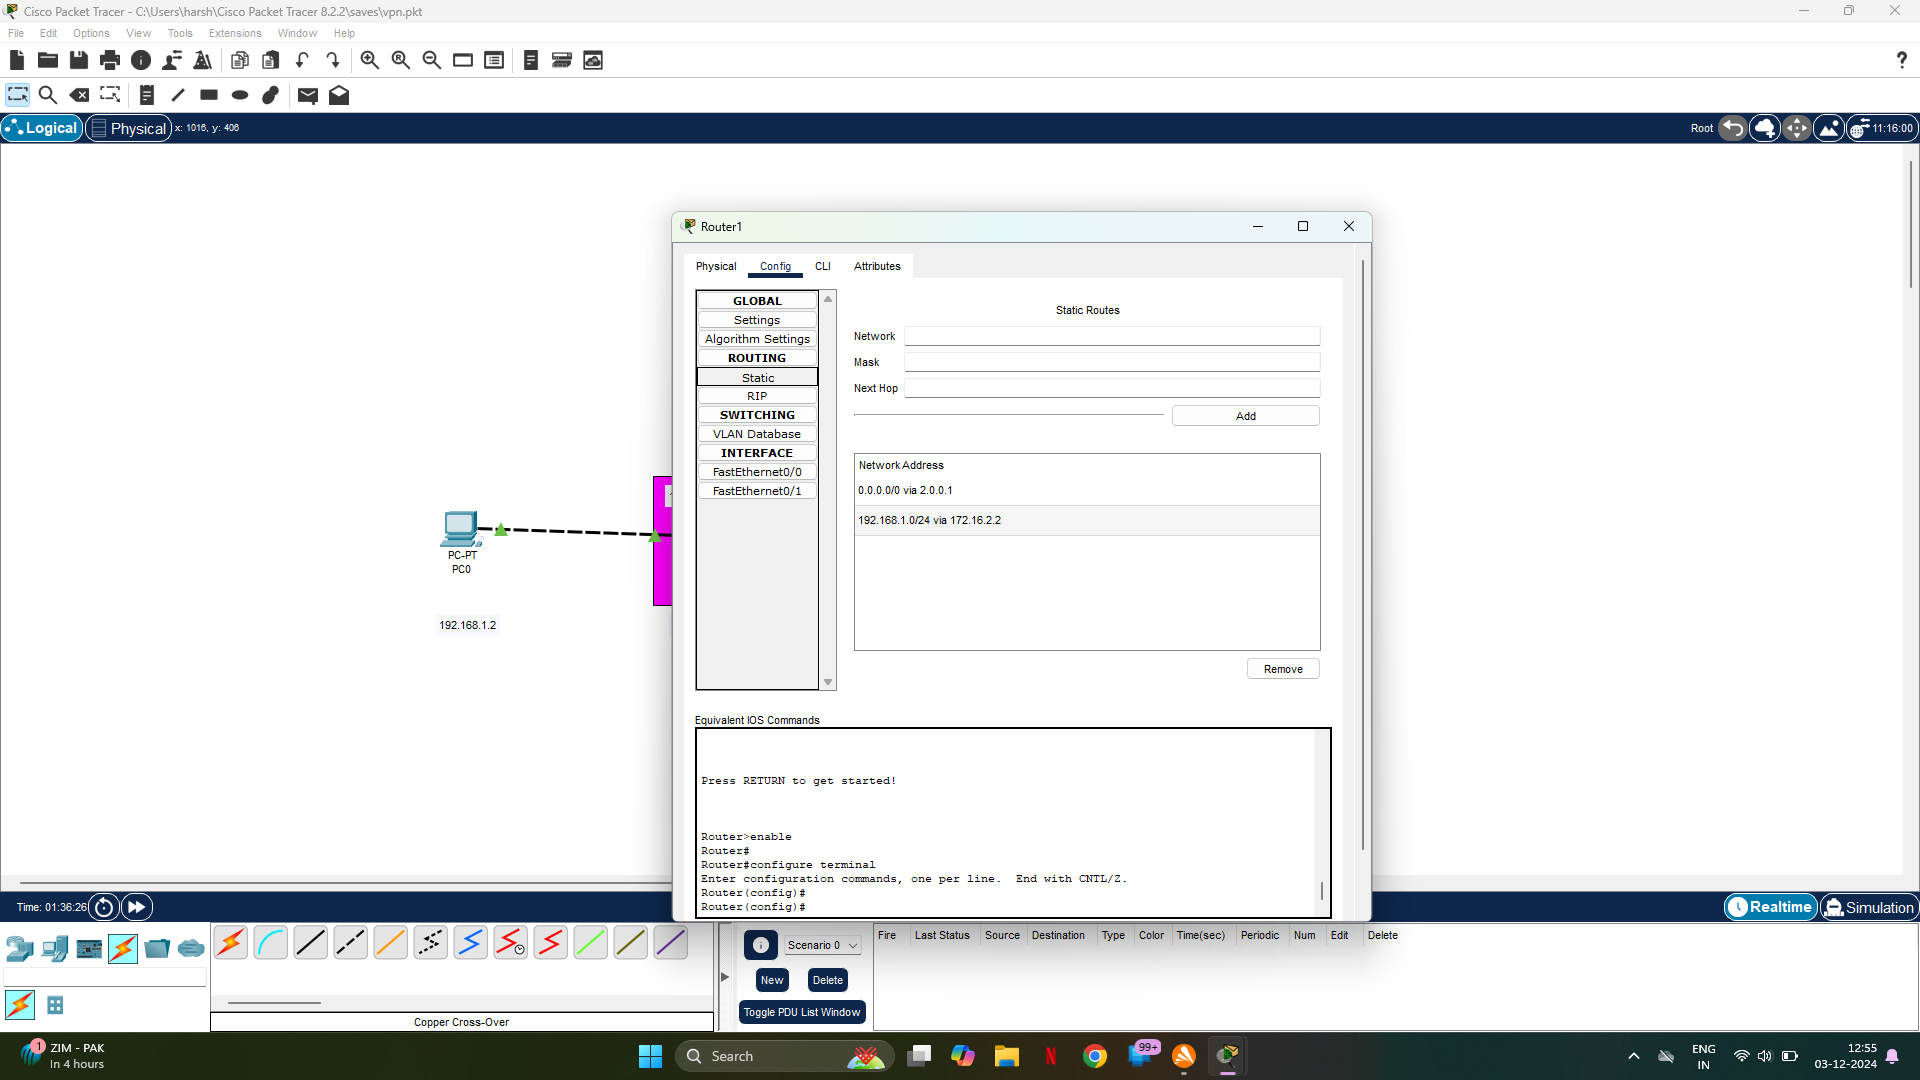 Cisco Packet Tracer - C:\Users\harsh\Cisco Packet Tracer 8.2.2\saves\vpn.pkt
File Edit Options View Tools Extensions Window Help
Logical Physical x: 1016, y: 406 Root 11:16:00
Router1
Physical Config CLI Attributes
GLOBAL
Settings
Algorithm Settings
ROUTING
Static
RIP
SWITCHING
VLAN Database
INTERFACE
FastEthernet0/0
FastEthernet0/1
Static Routes
Network
Mask
Next Hop
Add
Network Address
0.0.0.0/0 via 2.0.0.1
192.168.1.0/24 via 172.16.2.2
Remove
PC-PT
PC0
192.168.1.2
Equivalent IOS Commands
Press RETURN to get started!
Router>enable
Router#
Router#configure terminal
Enter configuration commands, one per line.  End with CNTL/Z.
Router(config)#
Router(config)#
Time: 01:36:26
Realtime Simulation
Copper Cross-Over
Scenario 0
New Delete
Toggle PDU List Window
Fire Last Status Source Destination Type Color Time(sec) Periodic Num Edit Delete
1
ZIM - PAK
In 4 hours
Search
99+
ENG
IN
12:55
03-12-2024